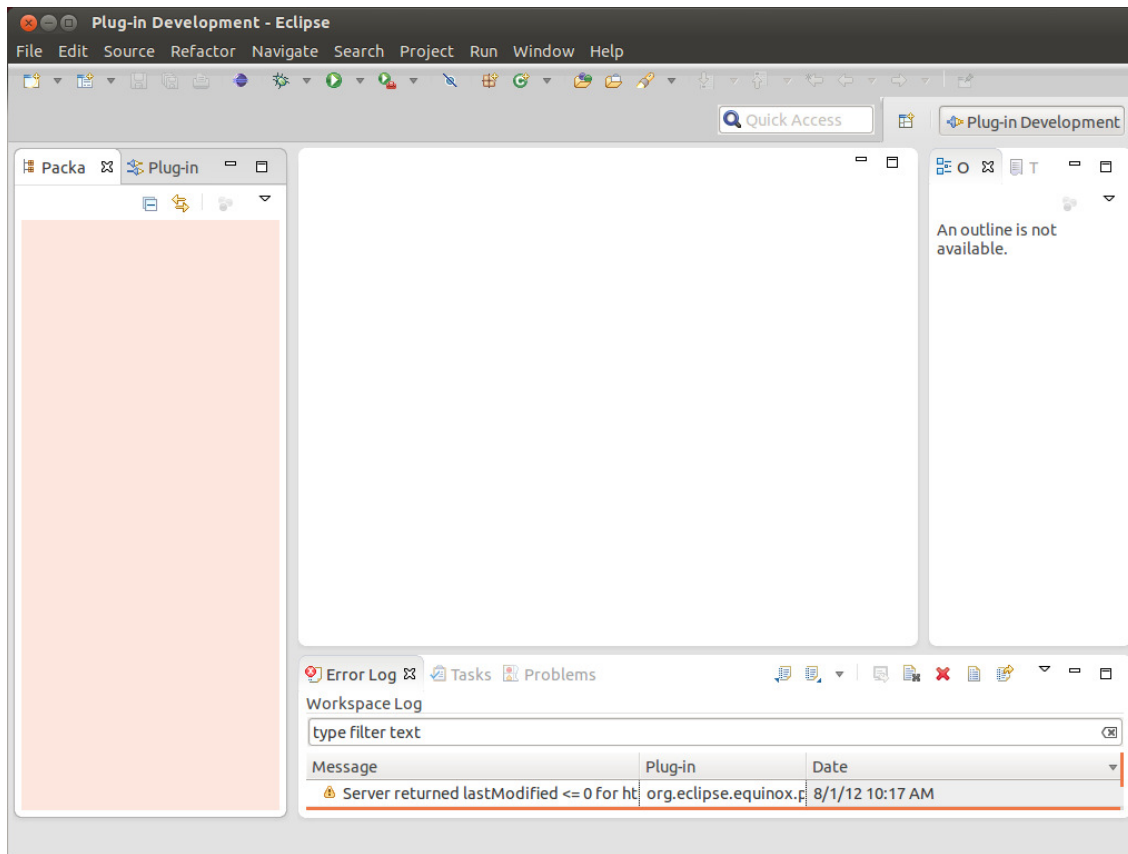 Plug-in Development - Eclipse
File Edit Source Refactor Navigate Search Project Run Window Help
Quick Access
Plug-in Development
Packa Plug-in
O T
An outline is not
available.
Error Log Tasks Problems
Workspace Log
type filter text
Message Plug-in Date
Server returned lastModified <= 0 for ht org.eclipse.equinox.p 8/1/12 10:17 AM